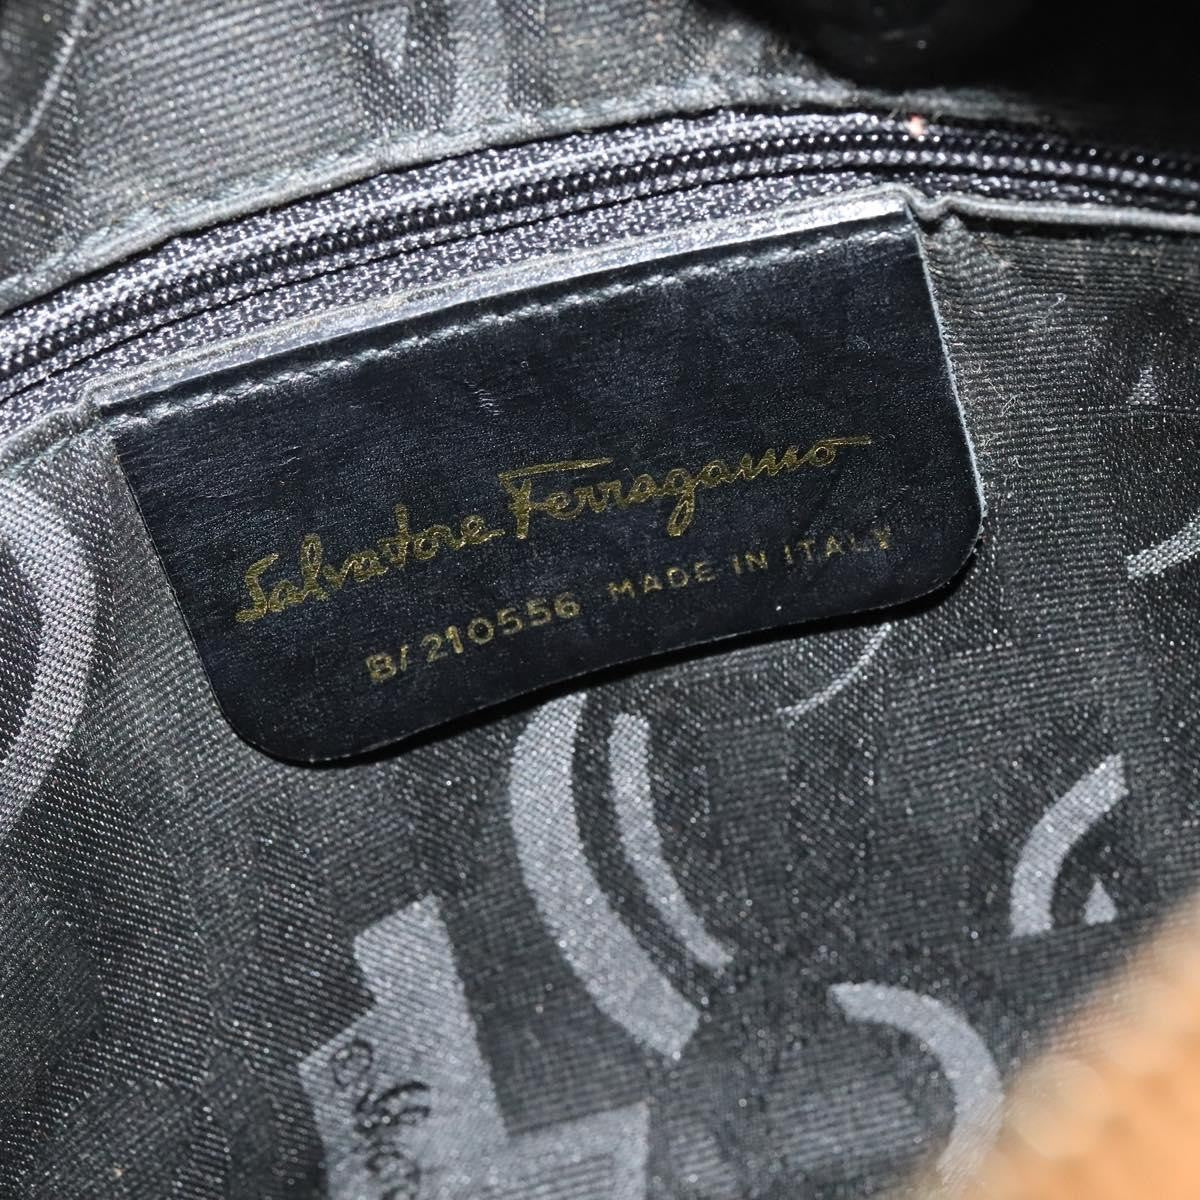 Salvatore Ferragamo
B/ 210556 MADE IN ITALY